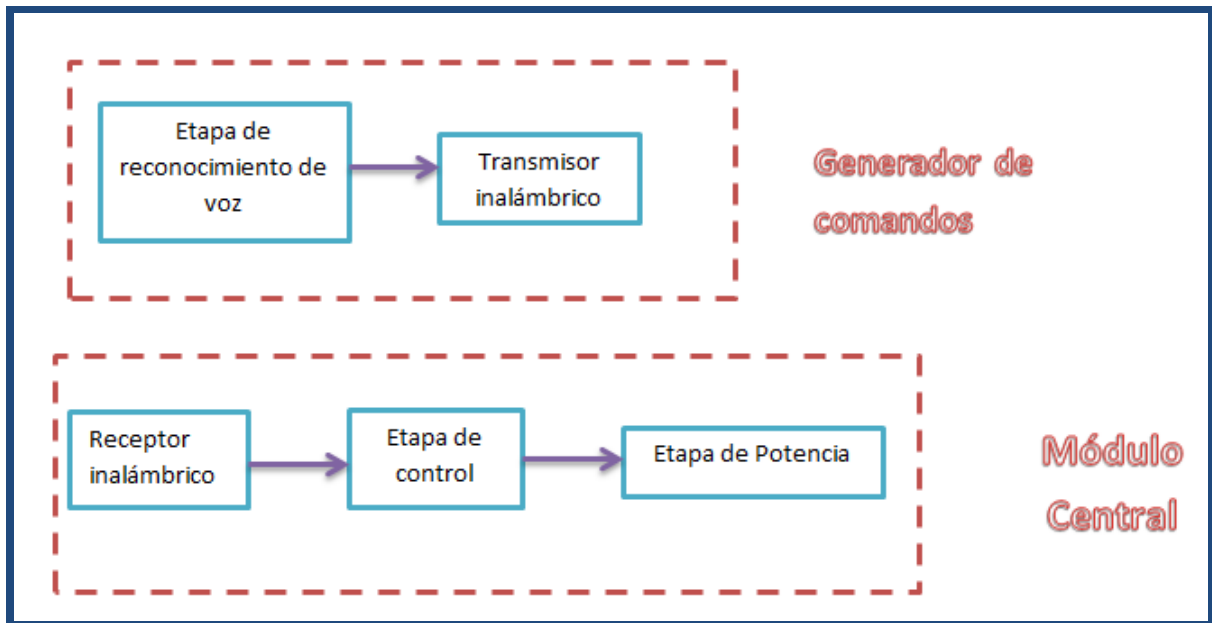 Etapa de
reconocimiento de
voz
Transmisor
inalámbrico
Generador de
comandos
Receptor
inalámbrico
Etapa de
control
Etapa de Potencia
Módulo
Central